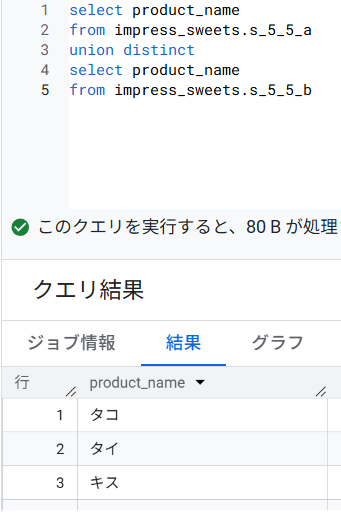 1 select product_name
2 from impress_sweets.s_5_5_a
3 union distinct
4 select product_name
5 from impress_sweets.s_5_5_b
このクエリを実行すると、80 B が処理
クエリ結果
ジョブ情報 結果 グラフ
行 product_name
1 タコ
2 タイ
3 キス